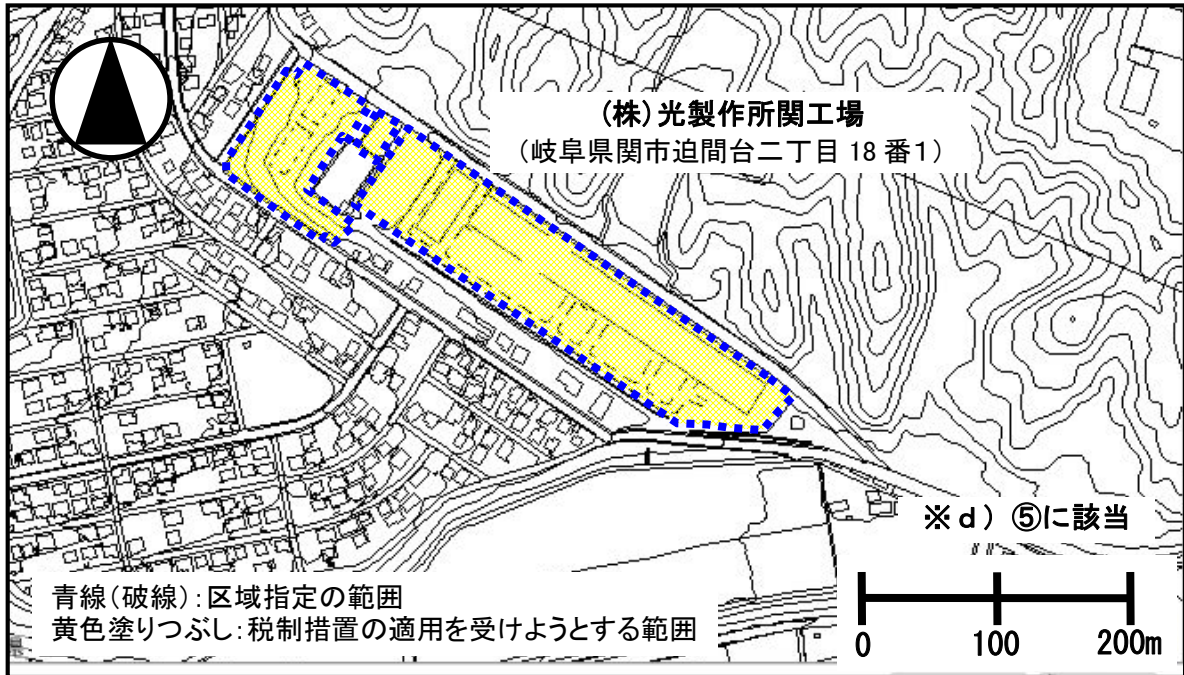 (株)光製作所関工場
(岐阜県関市迫間台二丁目 18 番1)
※d) ⑤に該当
青線(破線):区域指定の範囲
黄色塗りつぶし:税制措置の適用を受けようとする範囲
0 100 200m